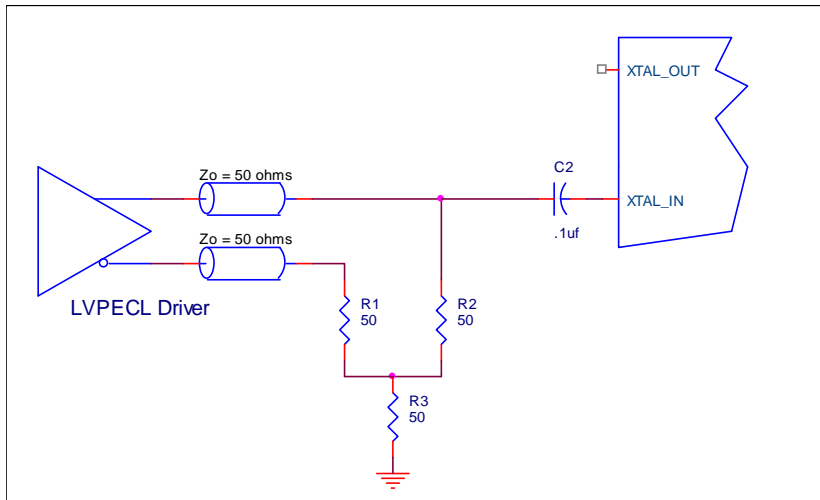 XTAL_OUT
C2
Zo = 50 ohms
XTAL_IN
.1uf
Zo = 50 ohms
LVPECL Driver
R1
50
R2
50
R3
50